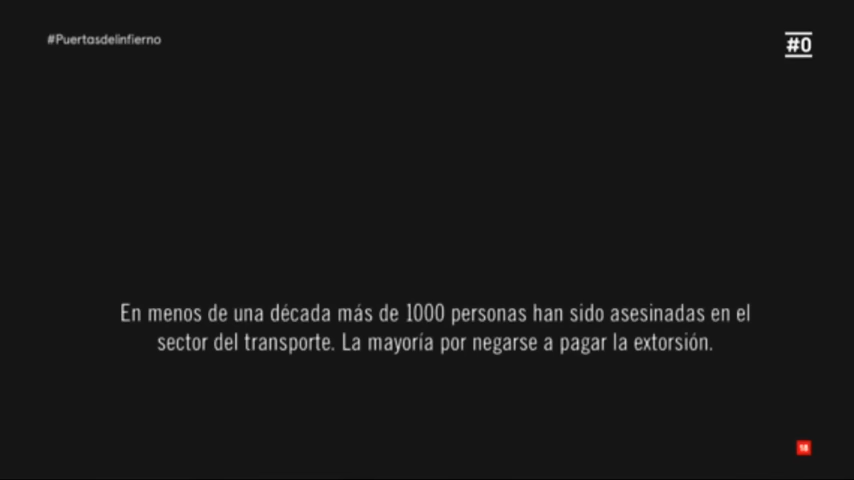 #Puertasdelinfierno
#0
En menos de una década más de 1000 personas han sido asesinadas en el
sector del transporte. La mayoría por negarse a pagar la extorsión.
18